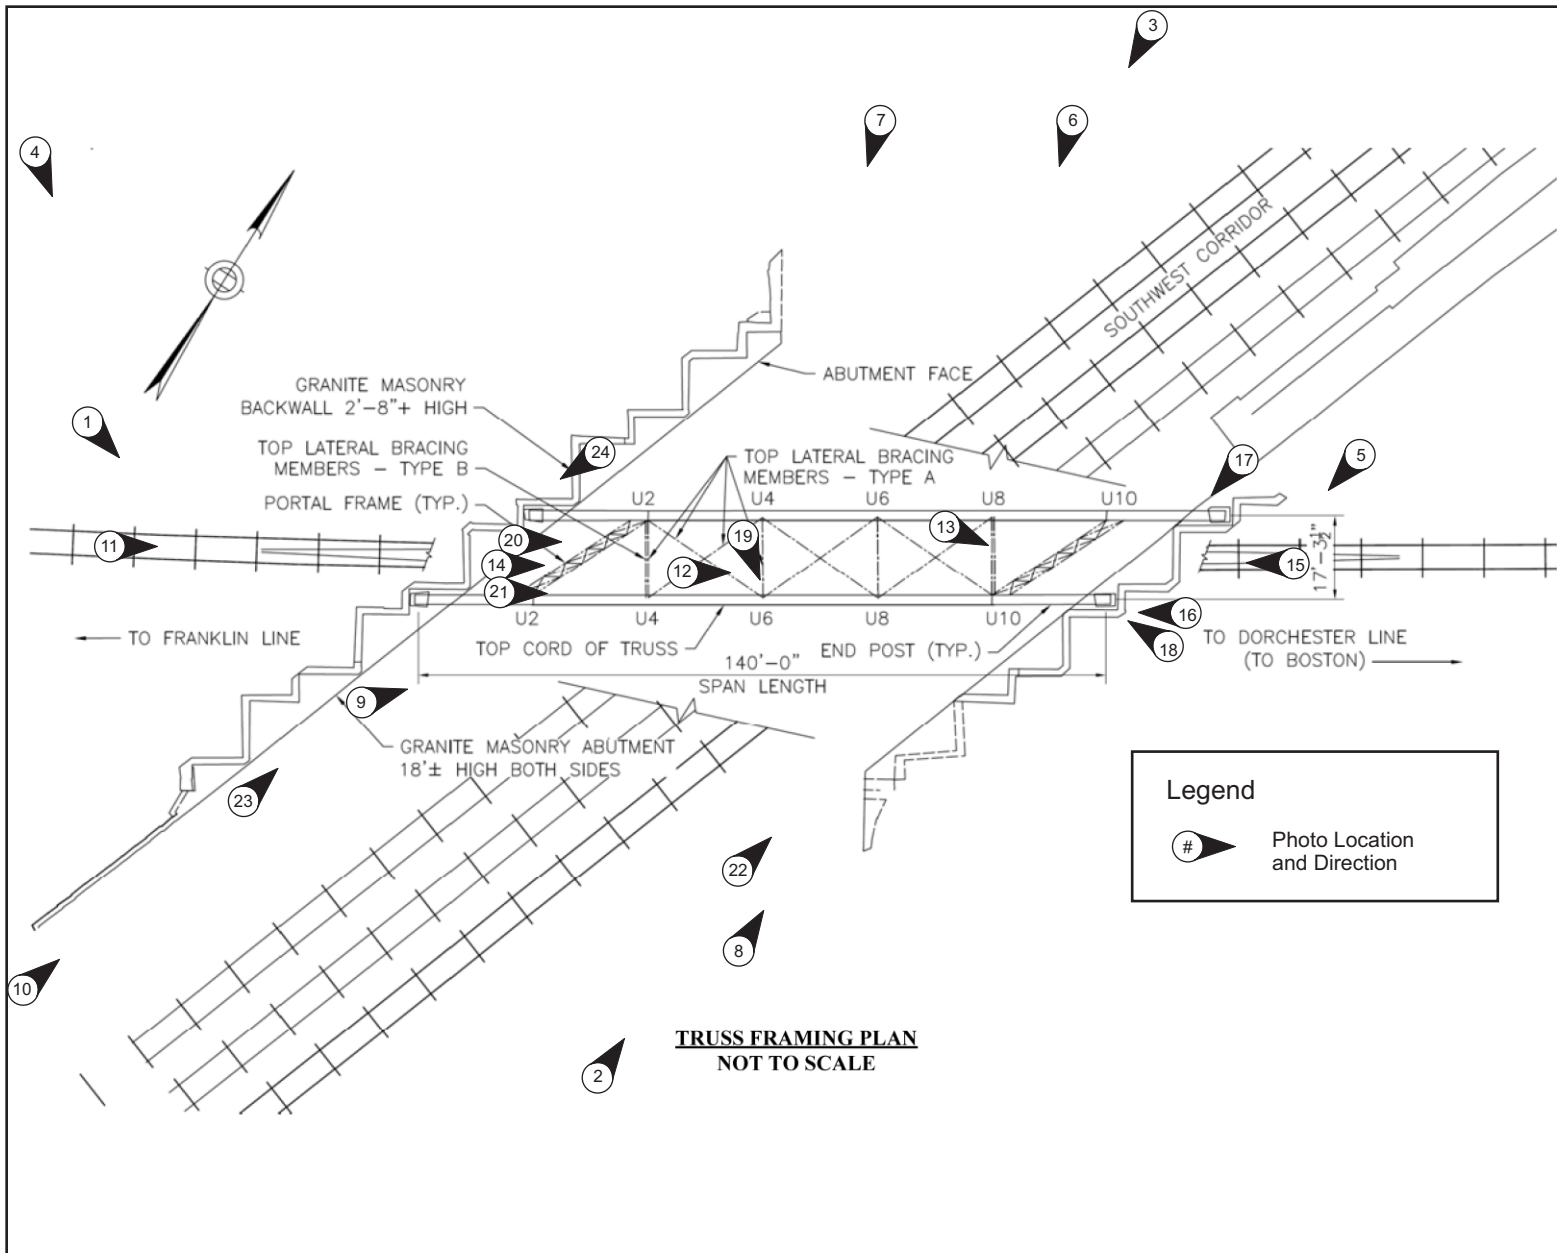 3
7
6
4
SOUTHWEST CORRIDOR
ABUTMENT FACE
GRANITE MASONRY
BACKWALL 2'-8"+ HIGH
1
TOP LATERAL BRACING
MEMBERS - TYPE B
24
TOP LATERAL BRACING
MEMBERS - TYPE A
17
5
PORTAL FRAME (TYP.)
U2
U4
U6
U8
U10
11
20
19
13
14
12
15
17'-3 1/2"
21
U2
U4
U6
U8
U10
16
TO FRANKLIN LINE
TOP CORD OF TRUSS
END POST (TYP.)
18
TO DORCHESTER LINE
(TO BOSTON)
140'-0"
SPAN LENGTH
9
GRANITE MASONRY ABUTMENT
18'± HIGH BOTH SIDES
23
Legend
# Photo Location
and Direction
22
8
10
TRUSS FRAMING PLAN
NOT TO SCALE
2